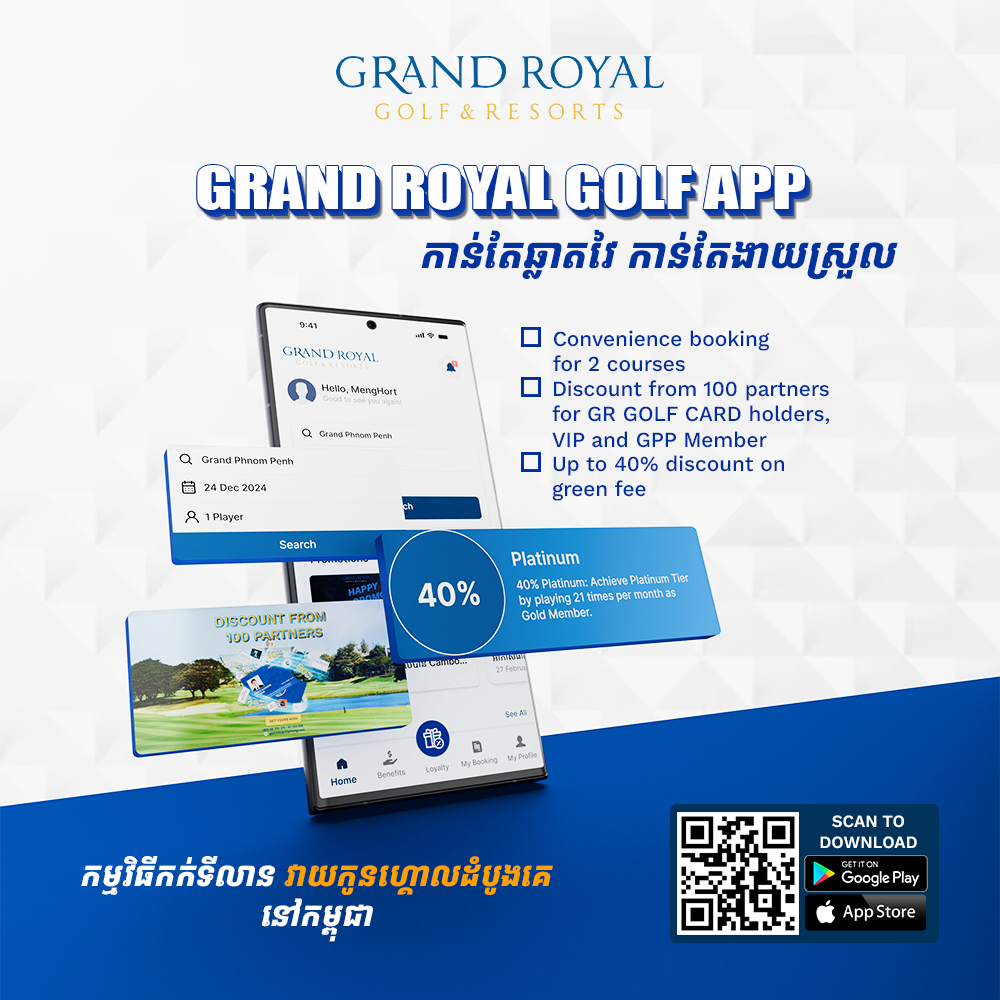 GRAND ROYAL
GOLF & RESORTS
GRAND ROYAL GOLF APP
កាន់តែឆ្លាតវៃ កាន់តែងាយស្រួល
Convenience booking
for 2 courses
Discount from 100 partners
for GR GOLF CARD holders,
VIP and GPP Member
Up to 40% discount on
green fee
9:41
GRAND ROYAL
GOLF & RESORTS
Hello, MengHort
Good to see you again!
Grand Phnom Penh
Grand Phnom Penh
24 Dec 2024
1 Player
Search
HAPPY
40%
Platinum
40% Platinum: Achieve Platinum Tier
by playing 21 times per month as
Gold Member.
DISCOUNT FROM
100 PARTNERS
27 Februa
See All
Home
Benefits
Loyalty
My Booking
My Profile
កម្មវិធីកក់ទីលាន វាយកូនហ្គោលដំបូងគេ
នៅកម្ពុជា
SCAN TO
DOWNLOAD
GET IT ON
Google Play
App Store